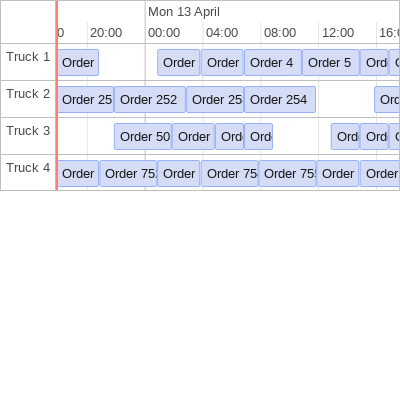 Mon 13 April
0 20:00 00:00 04:00 08:00 12:00 16:0
Truck 1 Order Order Order Order 4 Order 5 Ord
Truck 2 Order 25 Order 252 Order 25 Order 254 Ord
Truck 3 Order 50 Order Ord Ord Ord Ord
Truck 4 Order Order 75 Order Order 75 Order 75 Order Order